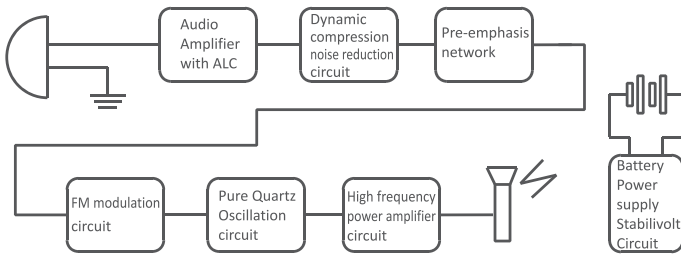 Audio
Amplifier
with ALC
Dynamic
compression
noise reduction
circuit
Pre-emphasis
network
FM modulation
circuit
Pure Quartz
Oscillation
circuit
High frequency
power amplifier
circuit
Battery
Power
supply
Stabilivolt
Circuit